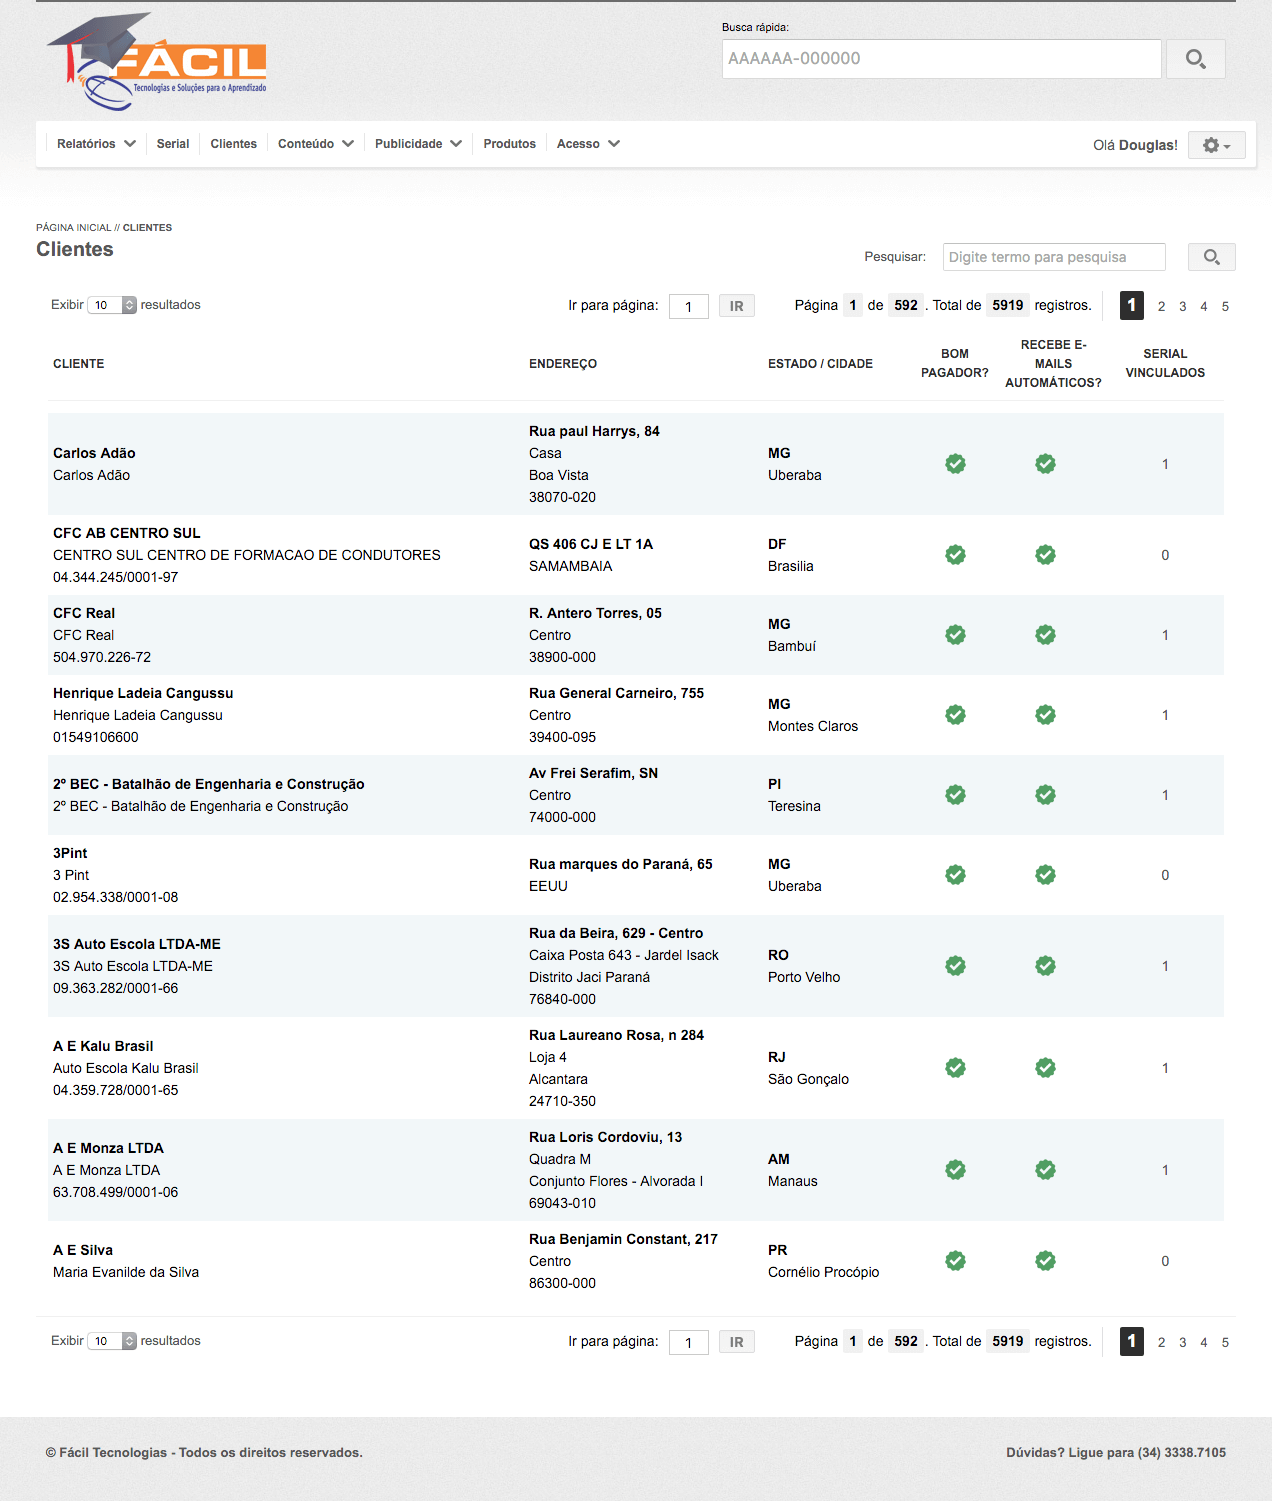 FÁCIL
Tecnologias e Soluções para o Aprendizado
Busca rápida:
AAAAAA-000000
Relatórios Serial Clientes Conteúdo Publicidade Produtos Acesso Olá Douglas!
PÁGINA INICIAL // CLIENTES
Clientes
Pesquisar: Digite termo para pesquisa
Exibir 10 resultados Ir para página: 1 IR Página 1 de 592 . Total de 5919 registros. 1 2 3 4 5
CLIENTE ENDEREÇO ESTADO / CIDADE BOM PAGADOR? RECEBE E-MAILS AUTOMÁTICOS? SERIAL VINCULADOS
Carlos Adão
Carlos Adão
Rua paul Harrys, 84
Casa
Boa Vista
38070-020
MG
Uberaba
1
CFC AB CENTRO SUL
CENTRO SUL CENTRO DE FORMACAO DE CONDUTORES
04.344.245/0001-97
QS 406 CJ E LT 1A
SAMAMBAIA
DF
Brasilia
0
CFC Real
CFC Real
504.970.226-72
R. Antero Torres, 05
Centro
38900-000
MG
Bambuí
1
Henrique Ladeia Cangussu
Henrique Ladeia Cangussu
01549106600
Rua General Carneiro, 755
Centro
39400-095
MG
Montes Claros
1
2º BEC - Batalhão de Engenharia e Construção
2º BEC - Batalhão de Engenharia e Construção
Av Frei Serafim, SN
Centro
74000-000
PI
Teresina
1
3Pint
3 Pint
02.954.338/0001-08
Rua marques do Paraná, 65
EEUU
MG
Uberaba
0
3S Auto Escola LTDA-ME
3S Auto Escola LTDA-ME
09.363.282/0001-66
Rua da Beira, 629 - Centro
Caixa Posta 643 - Jardel Isack
Distrito Jaci Paraná
76840-000
RO
Porto Velho
1
A E Kalu Brasil
Auto Escola Kalu Brasil
04.359.728/0001-65
Rua Laureano Rosa, n 284
Loja 4
Alcantara
24710-350
RJ
São Gonçalo
1
A E Monza LTDA
A E Monza LTDA
63.708.499/0001-06
Rua Loris Cordoviu, 13
Quadra M
Conjunto Flores - Alvorada I
69043-010
AM
Manaus
1
A E Silva
Maria Evanilde da Silva
Rua Benjamin Constant, 217
Centro
86300-000
PR
Cornélio Procópio
0
Exibir 10 resultados Ir para página: 1 IR Página 1 de 592 . Total de 5919 registros. 1 2 3 4 5
© Fácil Tecnologias - Todos os direitos reservados. Dúvidas? Ligue para (34) 3338.7105